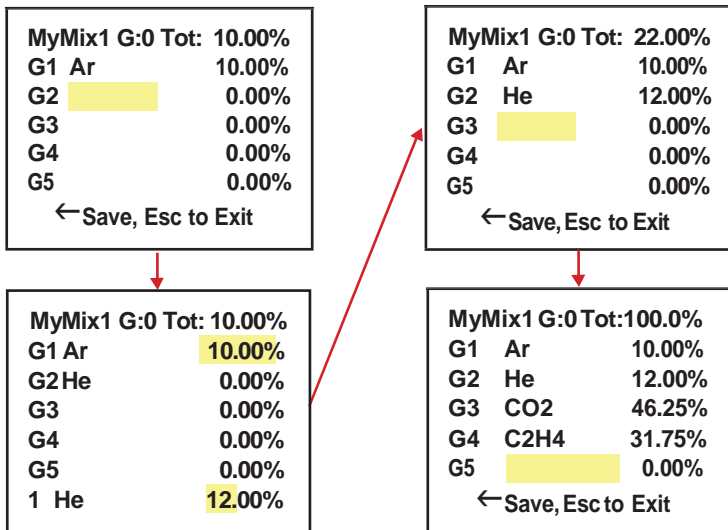 MyMix1 G:0 Tot: 10.00%
G1 Ar 10.00%
G2 0.00%
G3 0.00%
G4 0.00%
G5 0.00%
←Save, Esc to Exit
MyMix1 G:0 Tot: 10.00%
G1 Ar 10.00%
G2 He 0.00%
G3 0.00%
G4 0.00%
G5 0.00%
1 He 12.00%
MyMix1 G:0 Tot: 22.00%
G1 Ar 10.00%
G2 He 12.00%
G3 0.00%
G4 0.00%
G5 0.00%
←Save, Esc to Exit
MyMix1 G:0 Tot:100.0%
G1 Ar 10.00%
G2 He 12.00%
G3 CO2 46.25%
G4 C2H4 31.75%
G5 0.00%
←Save, Esc to Exit